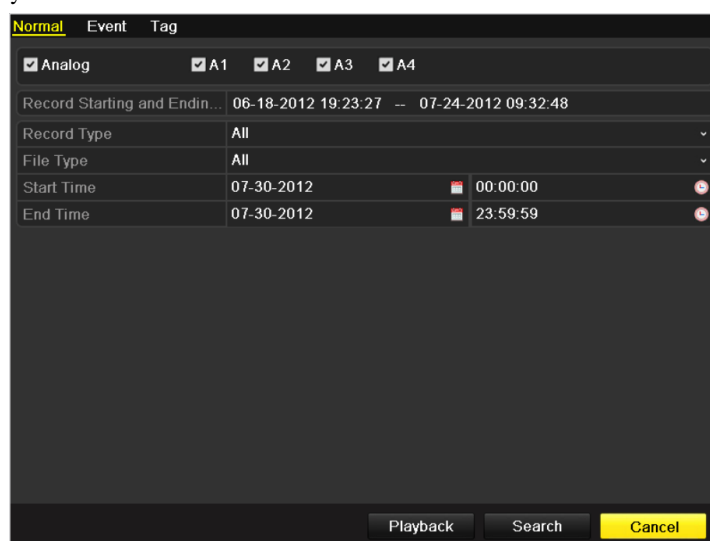 Normal Event Tag
Analog A1 A2 A3 A4
Record Starting and Endin... 06-18-2012 19:23:27 -- 07-24-2012 09:32:48
Record Type All
File Type All
Start Time 07-30-2012 00:00:00
End Time 07-30-2012 23:59:59
Playback Search Cancel